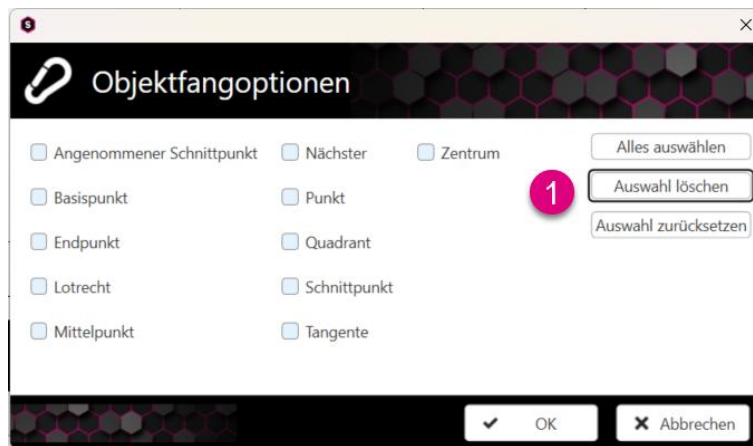 S
Objektfangoptionen
Angenommener Schnittpunkt
Nächster
Zentrum
Alles auswählen
Basispunkt
Punkt
1
Auswahl löschen
Endpunkt
Quadrant
Auswahl zurücksetzen
Lotrecht
Schnittpunkt
Mittelpunkt
Tangente
OK
Abbrechen